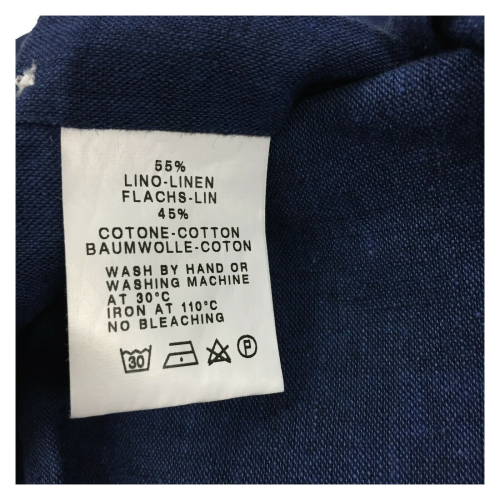 55%
LINO-LINEN
FLACHS-LIN
45%
COTONE-COTTON
BAUMWOLLE-COTON
WASH BY HAND OR
WASHING MACHINE
AT 30°C
IRON AT 110°C
NO BLEACHING
30 P